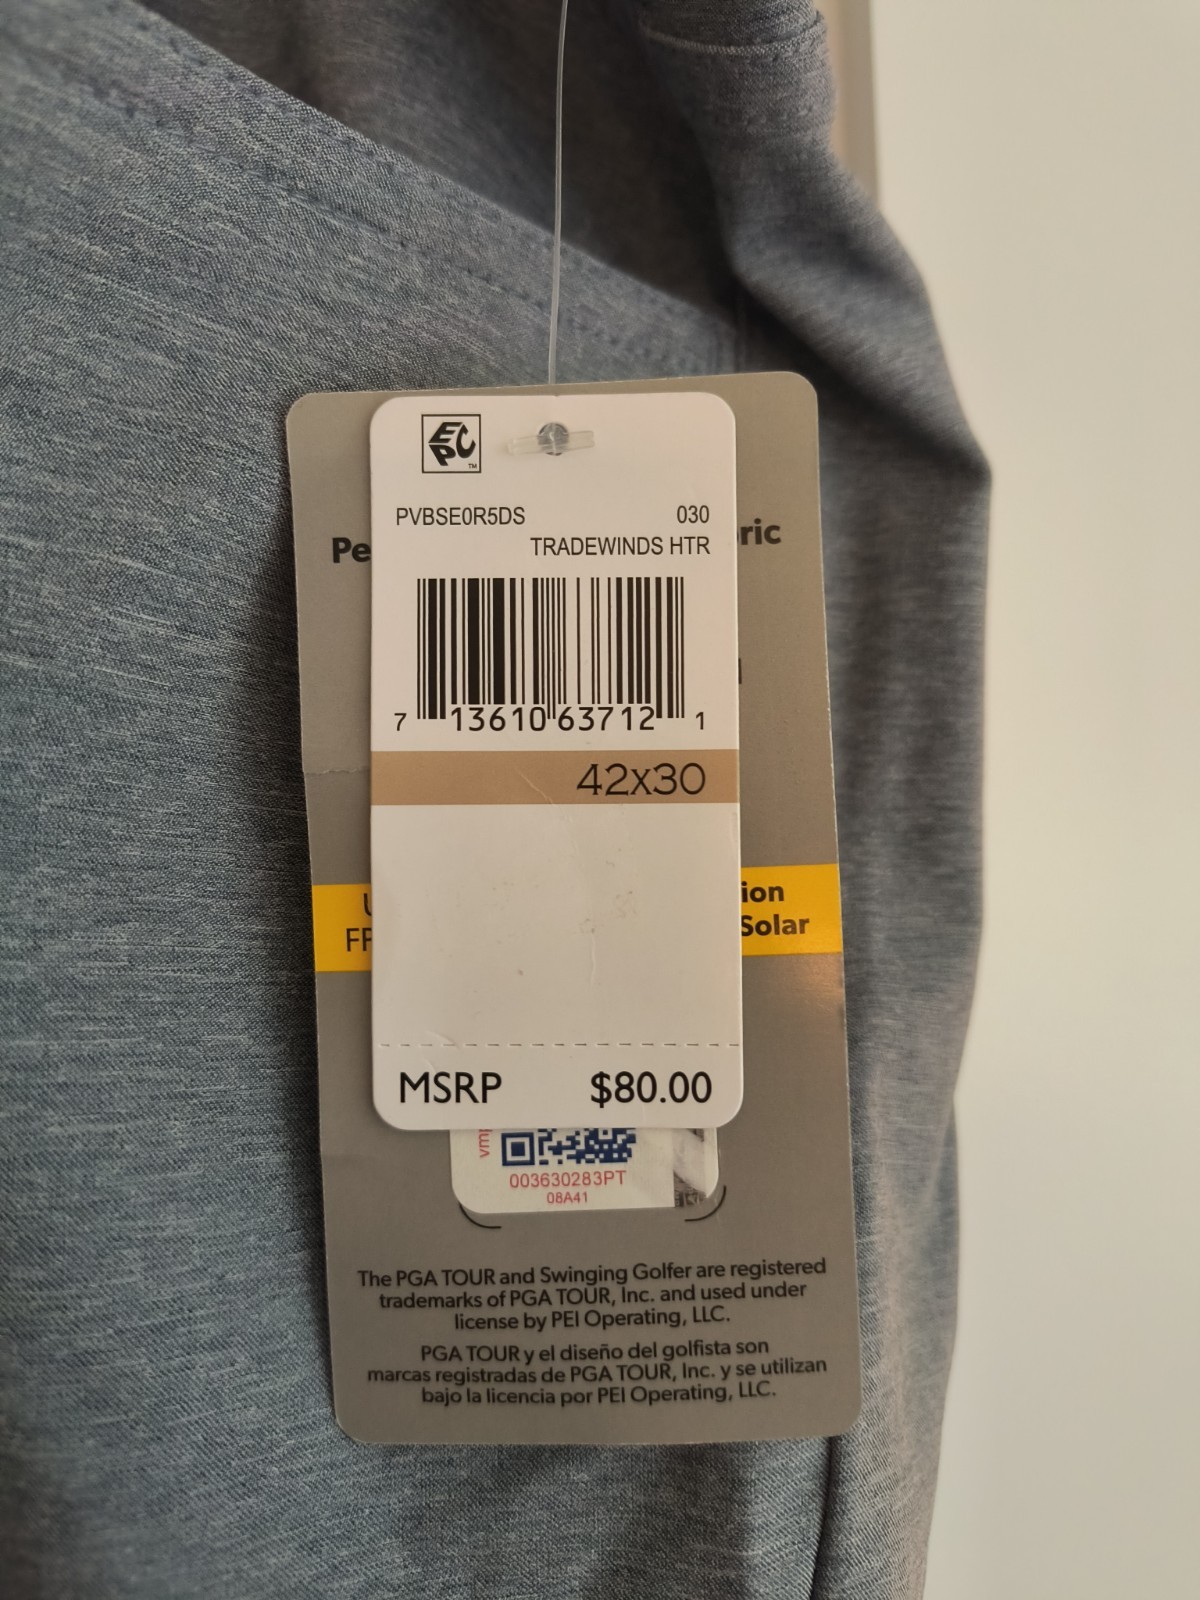 EPC
TM
PVBSE0R5DS 030
TRADEWINDS HTR
7 13610 63712 1
42x30
MSRP $80.00
Pe ric
ion
FP Solar
vmp
003630283PT
08A41
The PGA TOUR and Swinging Golfer are registered
trademarks of PGA TOUR, Inc. and used under
license by PEI Operating, LLC.
PGA TOUR y el diseño del golfista son
marcas registradas de PGA TOUR, Inc. y se utilizan
bajo la licencia por PEI Operating, LLC.